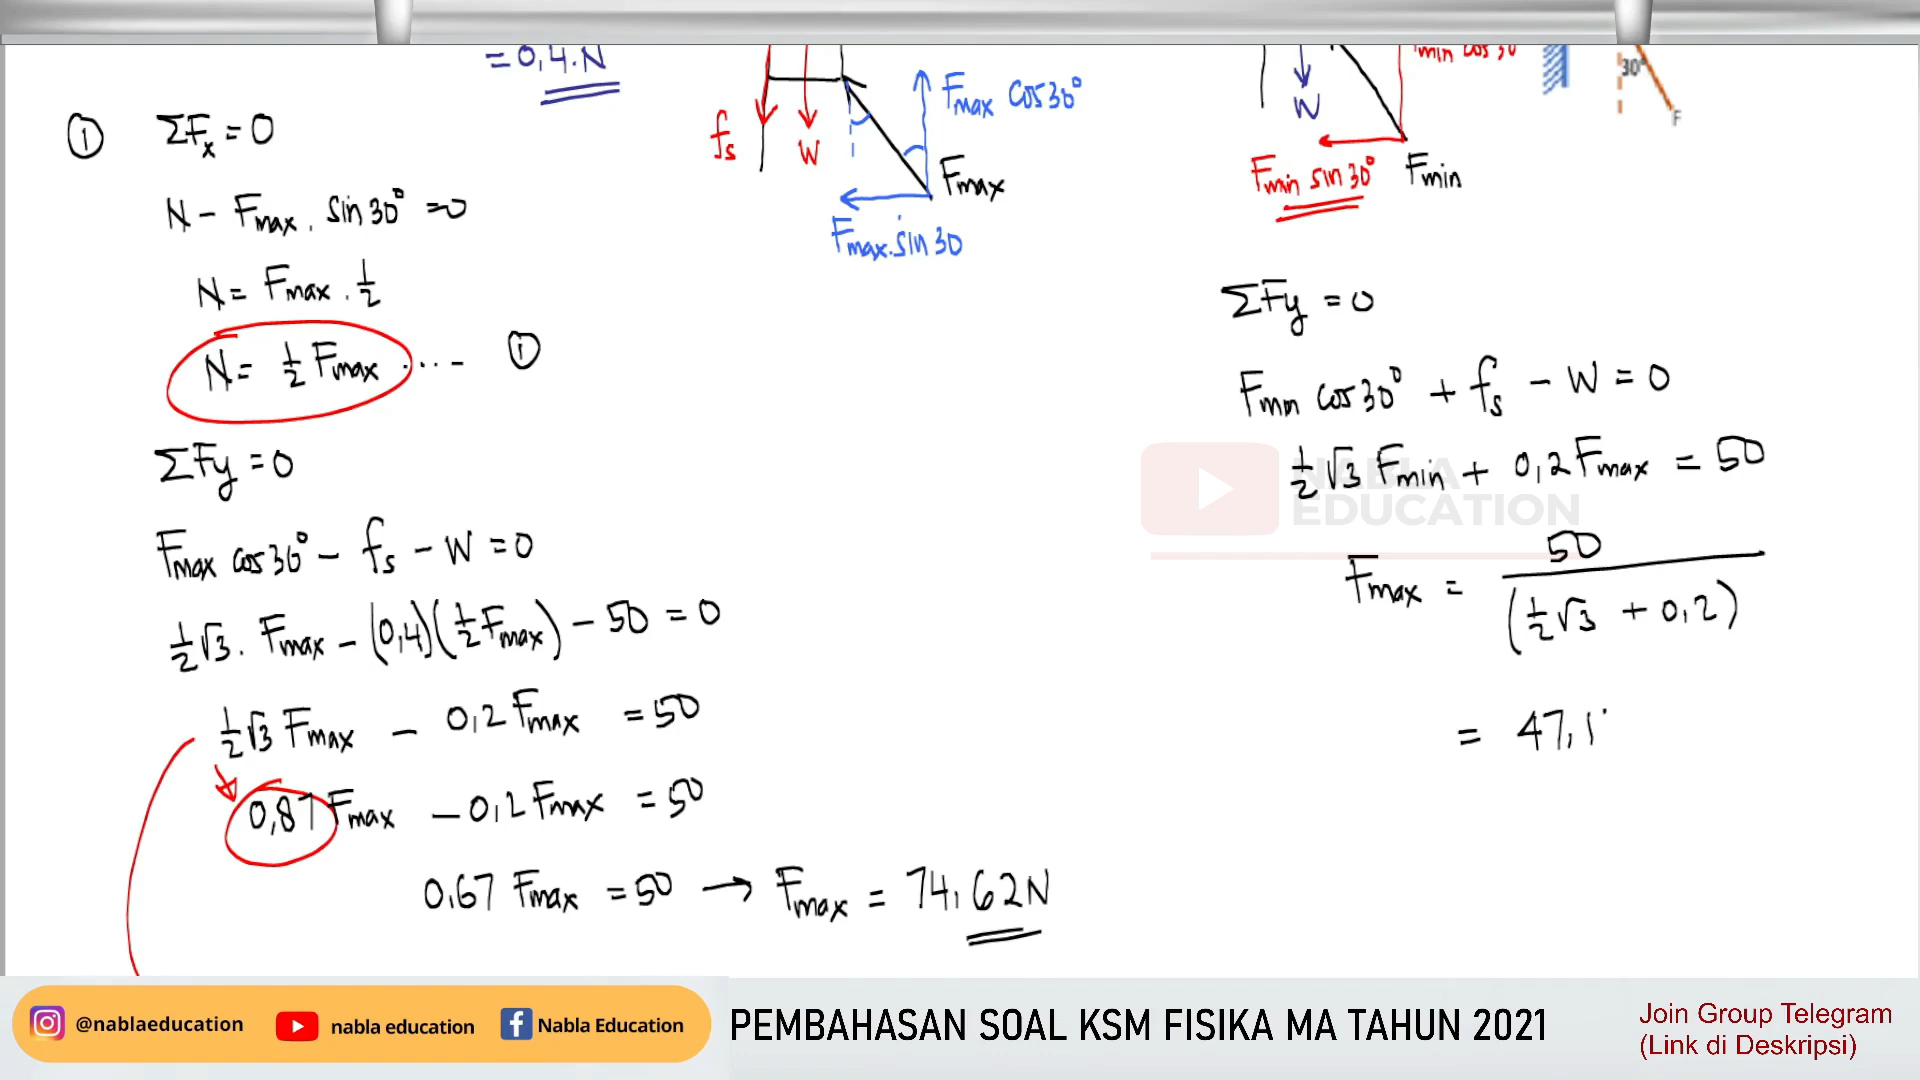 = 0,4. N
① ΣFx = 0
N - Fmax. sin 30° = 0
N = Fmax . 1/2
N = 1/2 Fmax .... ①
ΣFy = 0
Fmax cos 30° - fs - W = 0
1/2 √3 . Fmax - (0,4)(1/2 Fmax) - 50 = 0
1/2 √3 Fmax - 0,2 Fmax = 50
0,87 Fmax - 0,2 Fmax = 50
0.67 Fmax = 50 → Fmax = 74,62 N
fs
W
Fmax cos 30°
Fmax
Fmax. sin 30
W
Fmin cos 30
Fmin sin 30°
Fmin
30°
F
ΣFy = 0
Fmin cos 30° + fs - W = 0
1/2 √3 Fmin + 0,2 Fmax = 50
Fmax = 50 / (1/2 √3 + 0,2)
= 47,1
NABLA
EDUCATION
@nablaeducation
nabla education
Nabla Education
PEMBAHASAN SOAL KSM FISIKA MA TAHUN 2021
Join Group Telegram
(Link di Deskripsi)